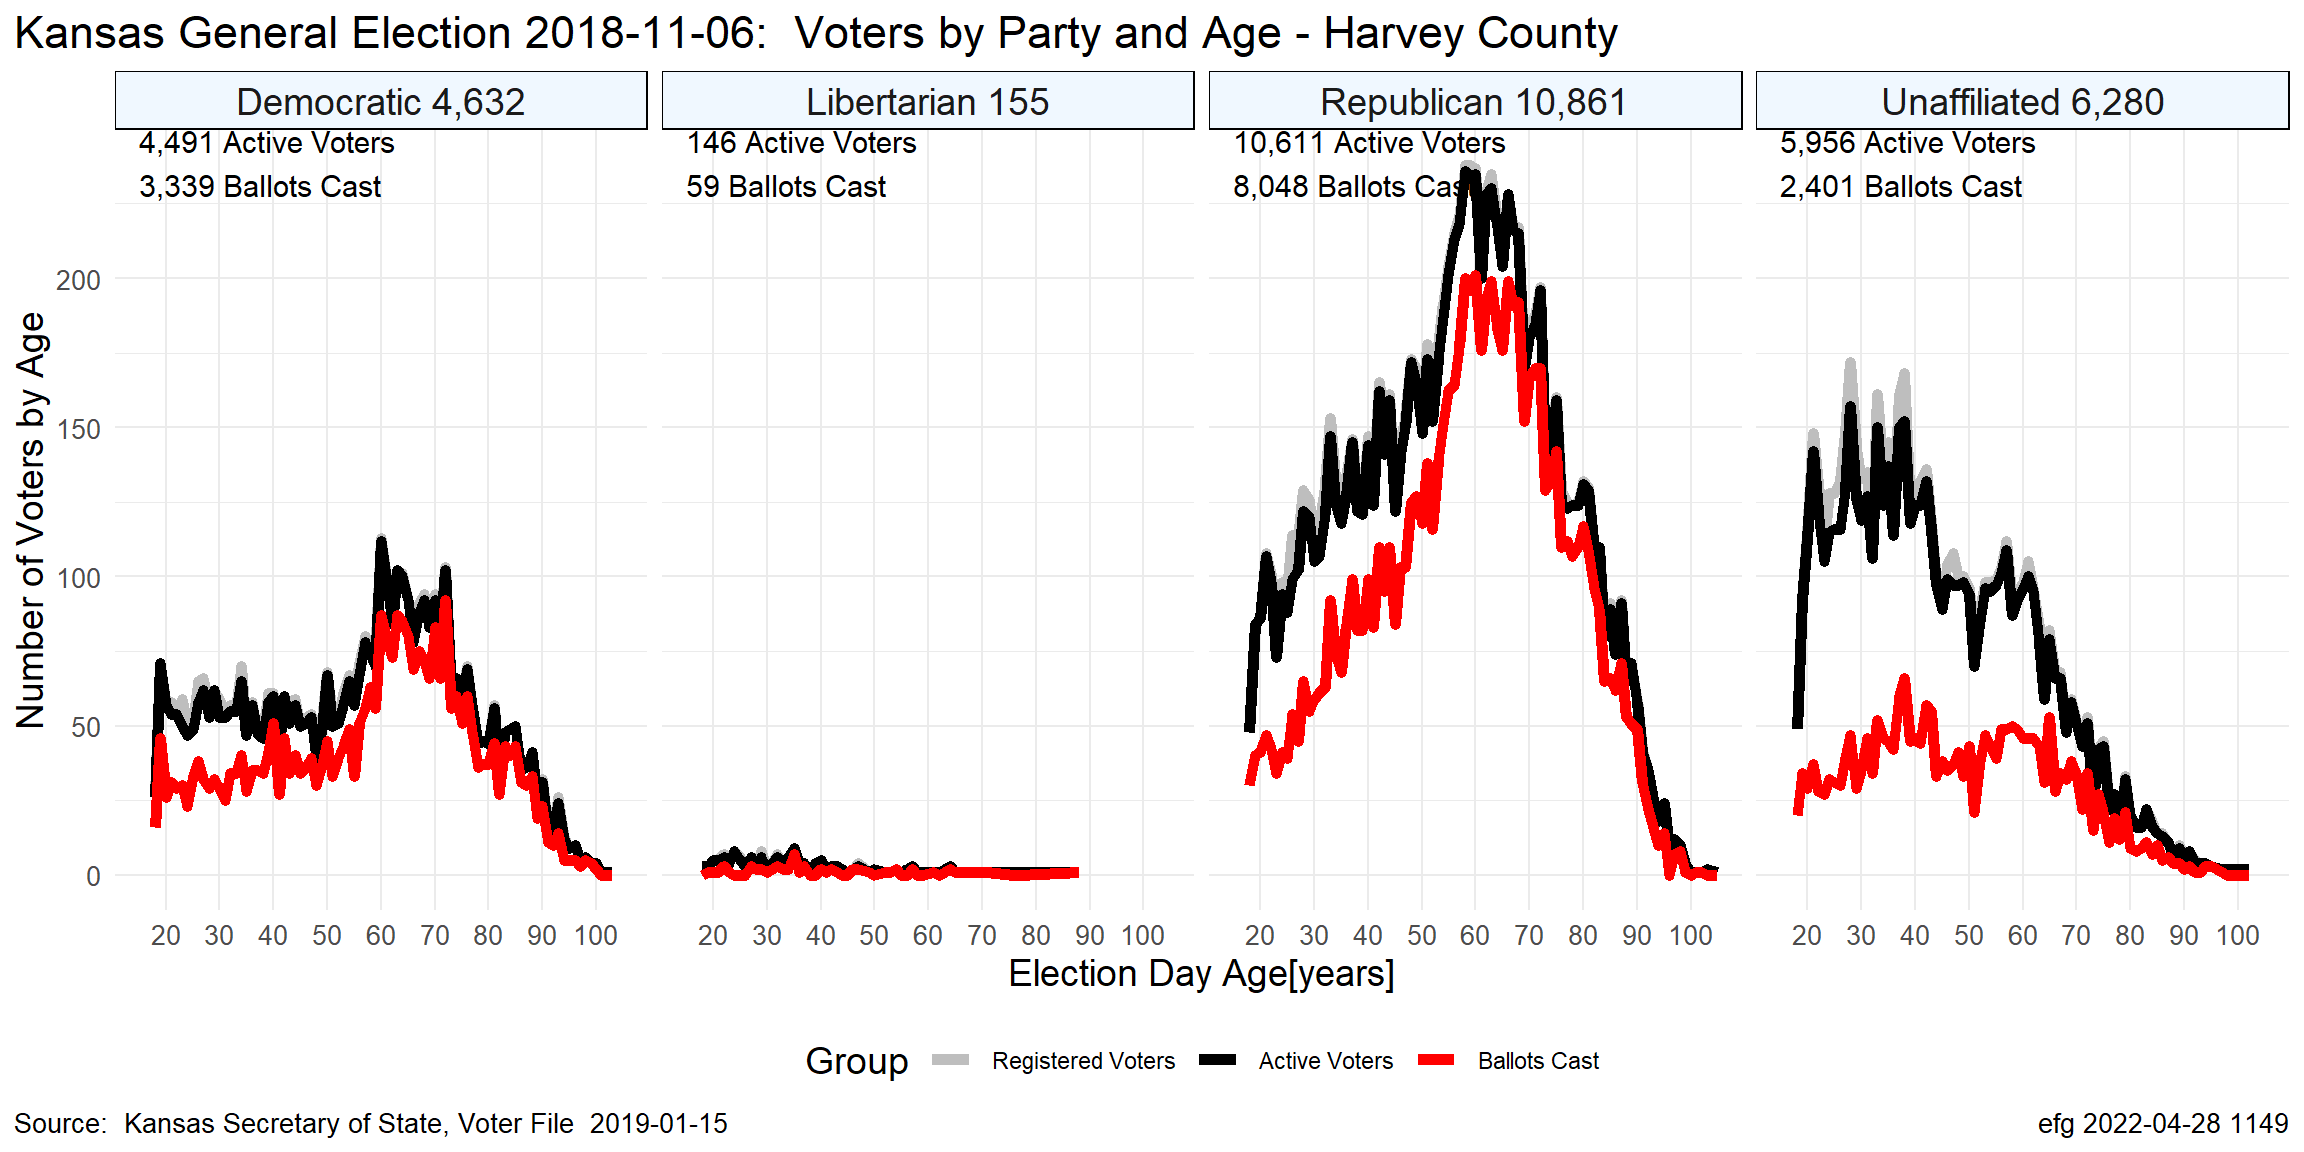 Kansas General Election 2018-11-06:  Voters by Party and Age - Harvey County
Democratic 4,632
Libertarian 155
Republican 10,861
Unaffiliated 6,280
4,491 Active Voters
3,339 Ballots Cast
146 Active Voters
59 Ballots Cast
10,611 Active Voters
8,048 Ballots Cast
5,956 Active Voters
2,401 Ballots Cast
Number of Voters by Age
200
150
100
50
0
20 30 40 50 60 70 80 90 100
20 30 40 50 60 70 80 90 100
20 30 40 50 60 70 80 90 100
20 30 40 50 60 70 80 90 100
Election Day Age[years]
Group Registered Voters Active Voters Ballots Cast
Source:  Kansas Secretary of State, Voter File  2019-01-15
efg 2022-04-28 1149